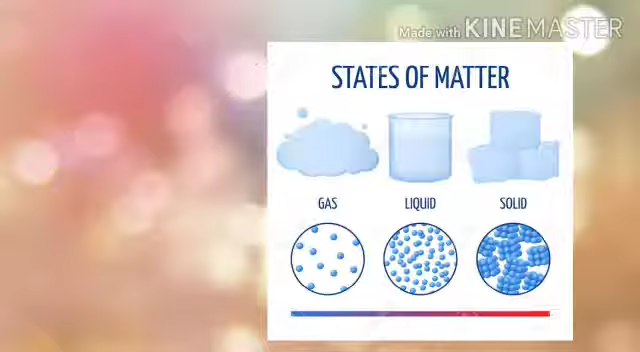 Made with KINEMASTER
STATES OF MATTER
GAS LIQUID SOLID